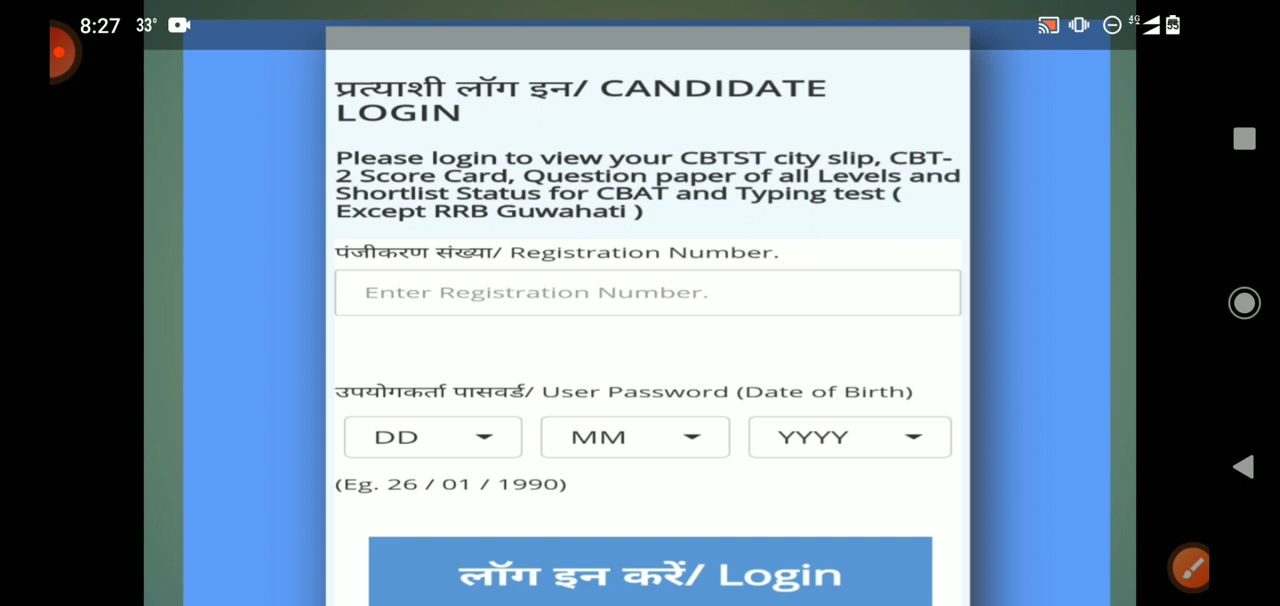 8:27 33° 4G 55
प्रत्याशी लॉग इन/ CANDIDATE
LOGIN
Please login to view your CBTST city slip, CBT-
2 Score Card, Question paper of all Levels and
Shortlist Status for CBAT and Typing test (
Except RRB Guwahati )
पंजीकरण संख्या/ Registration Number.
Enter Registration Number.
उपयोगकर्ता पासवर्ड/ User Password (Date of Birth)
DD MM YYYY
(Eg. 26 / 01 / 1990)
लॉग इन करें/ Login